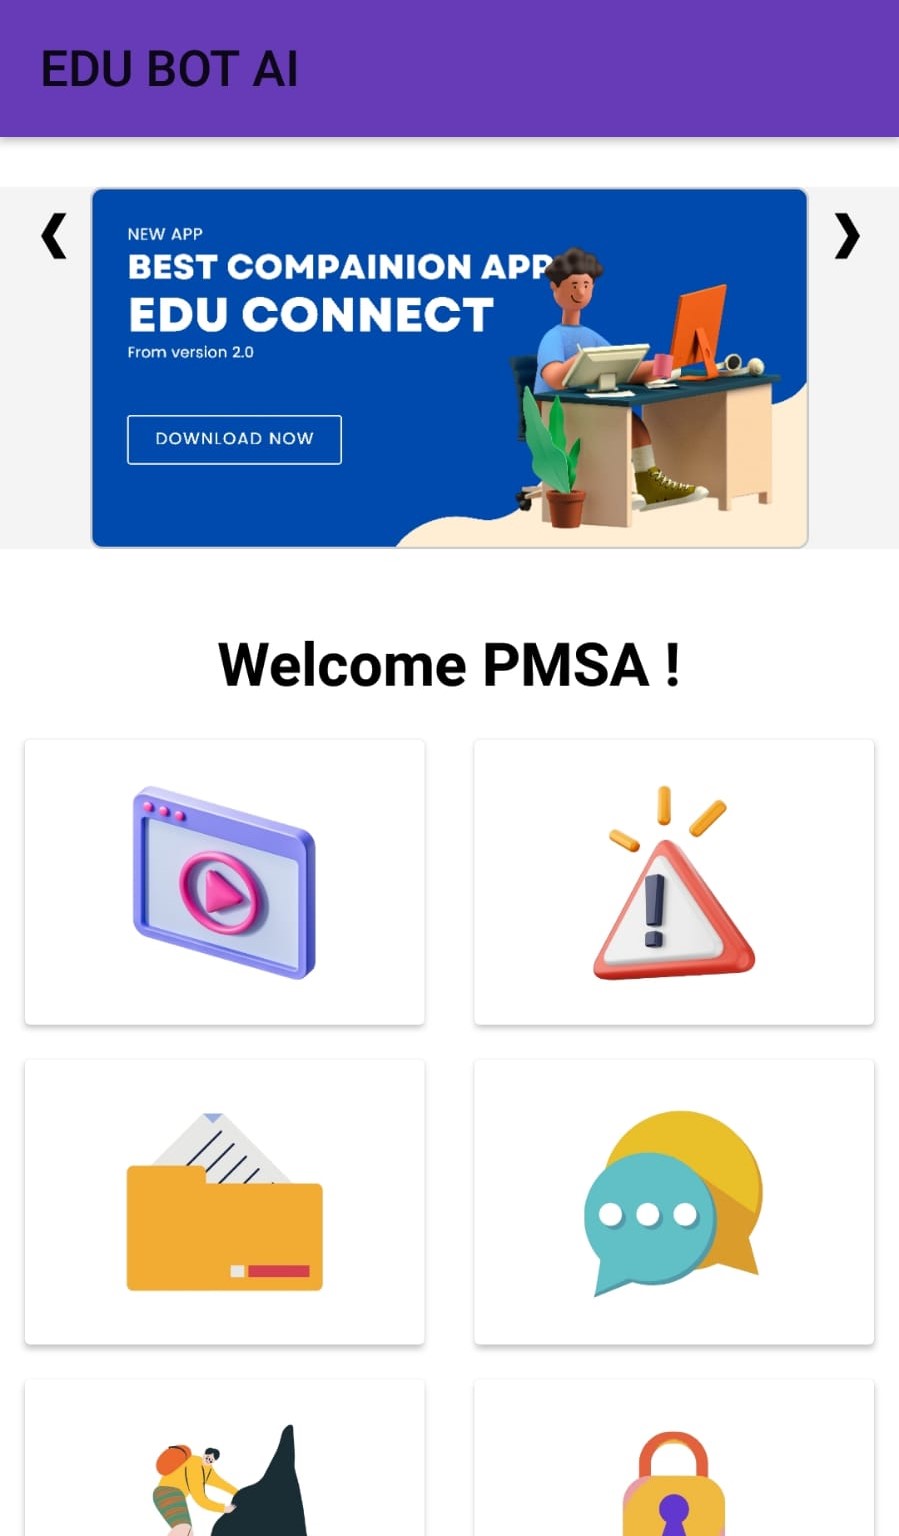 EDU BOT AI
NEW APP
BEST COMPAINION APP
EDU CONNECT
From version 2.0
DOWNLOAD NOW
Welcome PMSA !